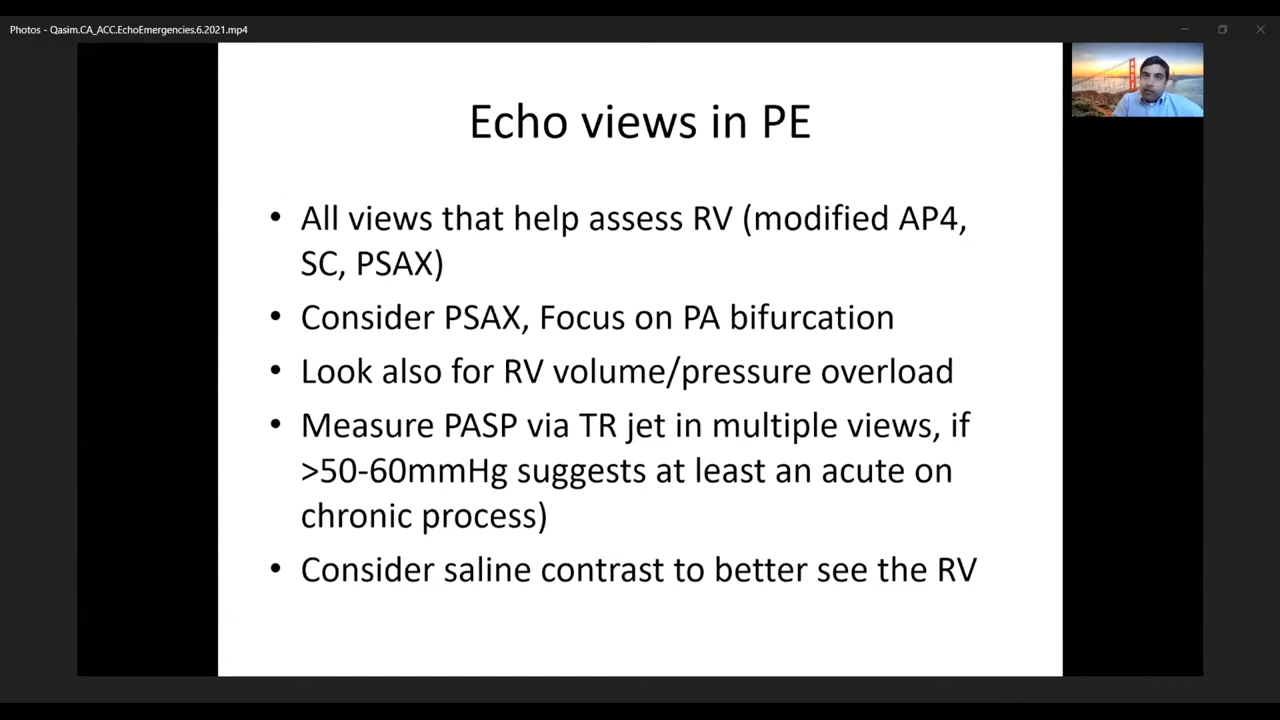 Photos - Qasim.CA_ACC.EchoEmergencies.6.2021.mp4
Echo views in PE
• All views that help assess RV (modified AP4,
SC, PSAX)
• Consider PSAX, Focus on PA bifurcation
• Look also for RV volume/pressure overload
• Measure PASP via TR jet in multiple views, if
>50-60mmHg suggests at least an acute on
chronic process)
• Consider saline contrast to better see the RV